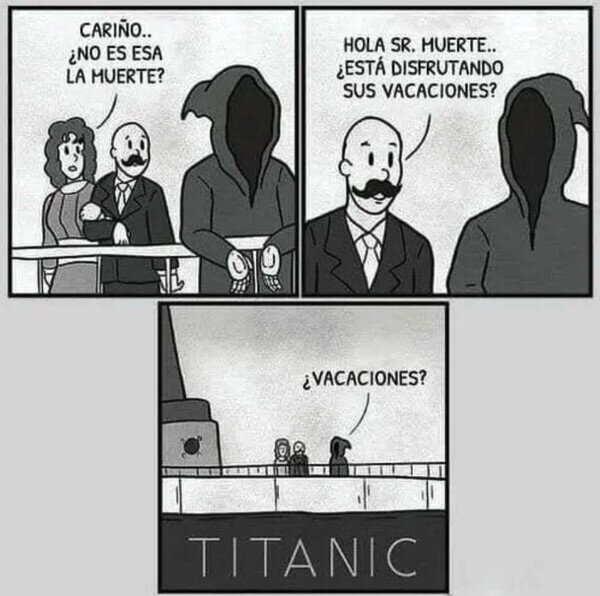 CARIÑO..
¿NO ES ESA
LA MUERTE?
HOLA SR. MUERTE..
¿ESTÁ DISFRUTANDO
SUS VACACIONES?
¿VACACIONES?
TITANIC